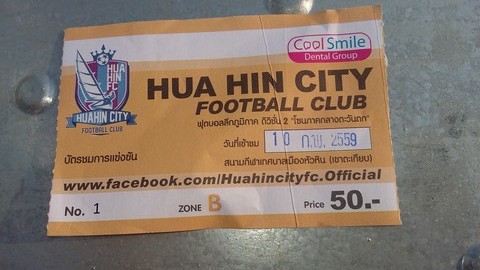 HUA
HIN
FC
HUAHIN CITY
FOOTBALL CLUB
Cool Smile
Dental Group
HUA HIN CITY
FOOTBALL CLUB
ฟุตบอลลีกภูมิภาค ดิวิชั่น 2 "โซนภาคกลางตะวันตก"
วันที่เข้าชม 10 ก.พ. 2559
บัตรชมการแข่งขัน
สนามกีฬาเทศบาลเมืองหัวหิน (เขาตะเกียบ)
www.facebook.com/Huahincityfc.Official
No. 1 ZONE B Price 50.-